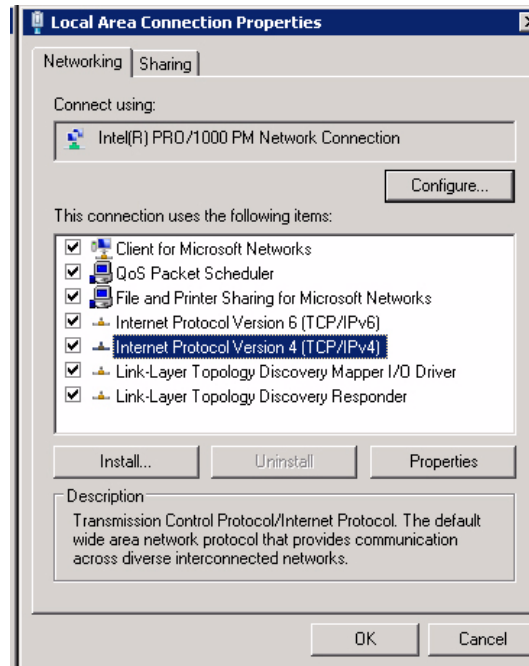 Local Area Connection Properties
Networking
Sharing
Connect using:
Intel(R) PRO/1000 PM Network Connection
Configure...
This connection uses the following items:
Client for Microsoft Networks
QoS Packet Scheduler
File and Printer Sharing for Microsoft Networks
Internet Protocol Version 6 (TCP/IPv6)
Internet Protocol Version 4 (TCP/IPv4)
Link-Layer Topology Discovery Mapper I/O Driver
Link-Layer Topology Discovery Responder
Install...
Uninstall
Properties
Description
Transmission Control Protocol/Internet Protocol. The default
wide area network protocol that provides communication
across diverse interconnected networks.
OK
Cancel